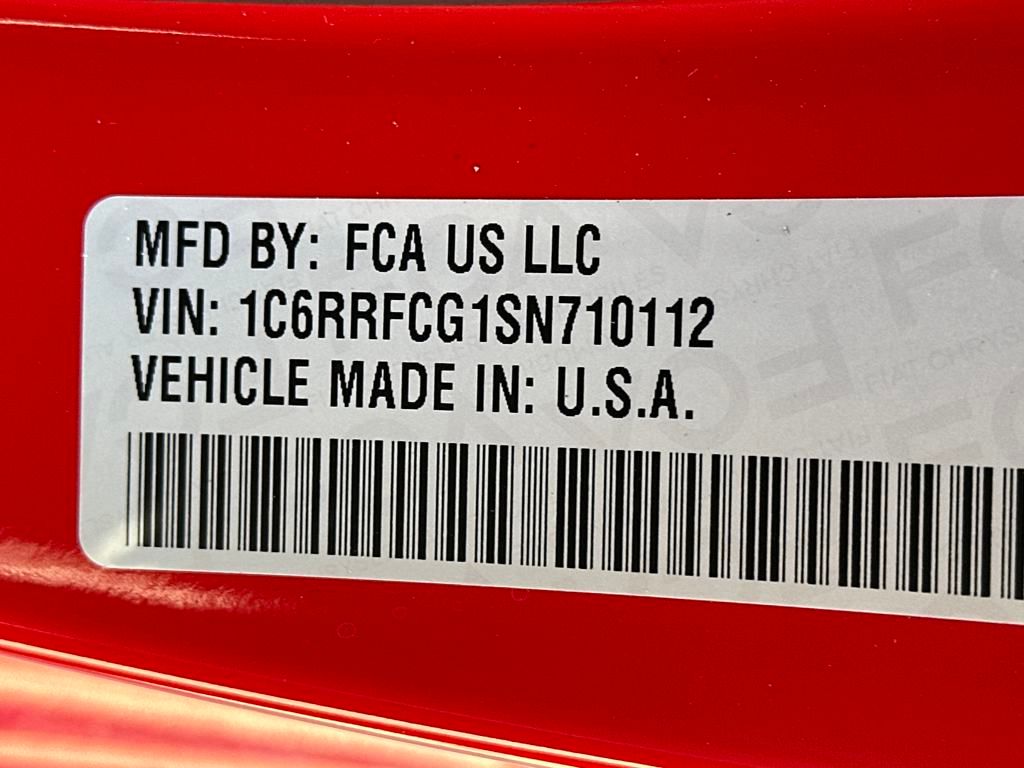 MFD BY: FCA US LLC
VIN: 1C6RRFCG1SN710112
VEHICLE MADE IN: U.S.A.